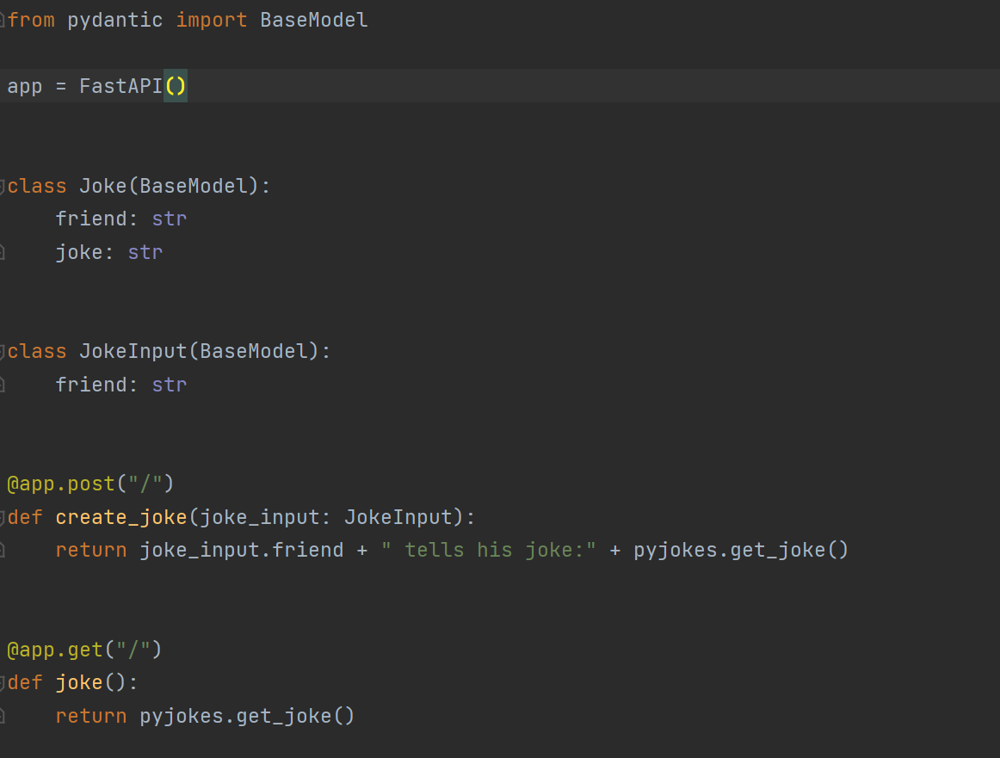 from pydantic import BaseModel
app = FastAPI()
class Joke(BaseModel):
    friend: str
    joke: str
class JokeInput(BaseModel):
    friend: str
@app.post("/")
def create_joke(joke_input: JokeInput):
    return joke_input.friend + " tells his joke:" + pyjokes.get_joke()
@app.get("/")
def joke():
    return pyjokes.get_joke()